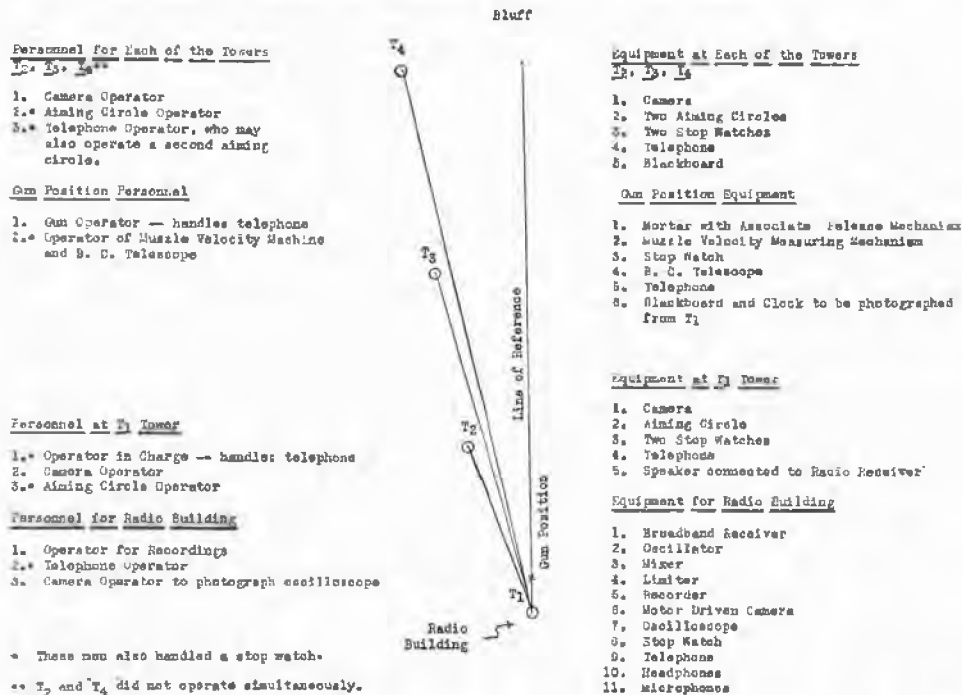 Bluff
Personnel for Each of the Towers
T2, T3, T4**
1. Camera Operator
2.* Aiming Circle Operator
3.* Telephone Operator, who may
also operate a second aiming
circle.
Gun Position Personnel
1. Gun Operator — handles telephone
2.* Operator of Muzzle Velocity Machine
and B. C. Telescope
Personnel at T1 Tower
1.* Operator in Charge — handles telephone
2. Camera Operator
3.* Aiming Circle Operator
Personnel for Radio Building
1. Operator for Recordings
2.* Telephone Operator
3. Camera Operator to photograph oscilloscope
* These men also handled a stop watch.
** T2 and T4 did not operate simultaneously.
T4
T3
T2
T1
Line of Reference
Gun Position
Radio
Building
Equipment at Each of the Towers
T2, T3, T4
1. Camera
2. Two Aiming Circles
3. Two Stop Watches
4. Telephone
5. Blackboard
Gun Position Equipment
1. Mortar with Associate Release Mechanism
2. Muzzle Velocity Measuring Mechanism
3. Stop Watch
4. B. C. Telescope
5. Telephone
6. Blackboard and Clock to be photographed
from T1
Equipment at T1 Tower
1. Camera
2. Aiming Circle
3. Two Stop Watches
4. Telephone
5. Speaker connected to Radio Receiver
Equipment for Radio Building
1. Broadband Receiver
2. Oscillator
3. Mixer
4. Limiter
5. Recorder
6. Motor Driven Camera
7. Oscilloscope
8. Stop Watch
9. Telephone
10. Headphones
11. Microphones